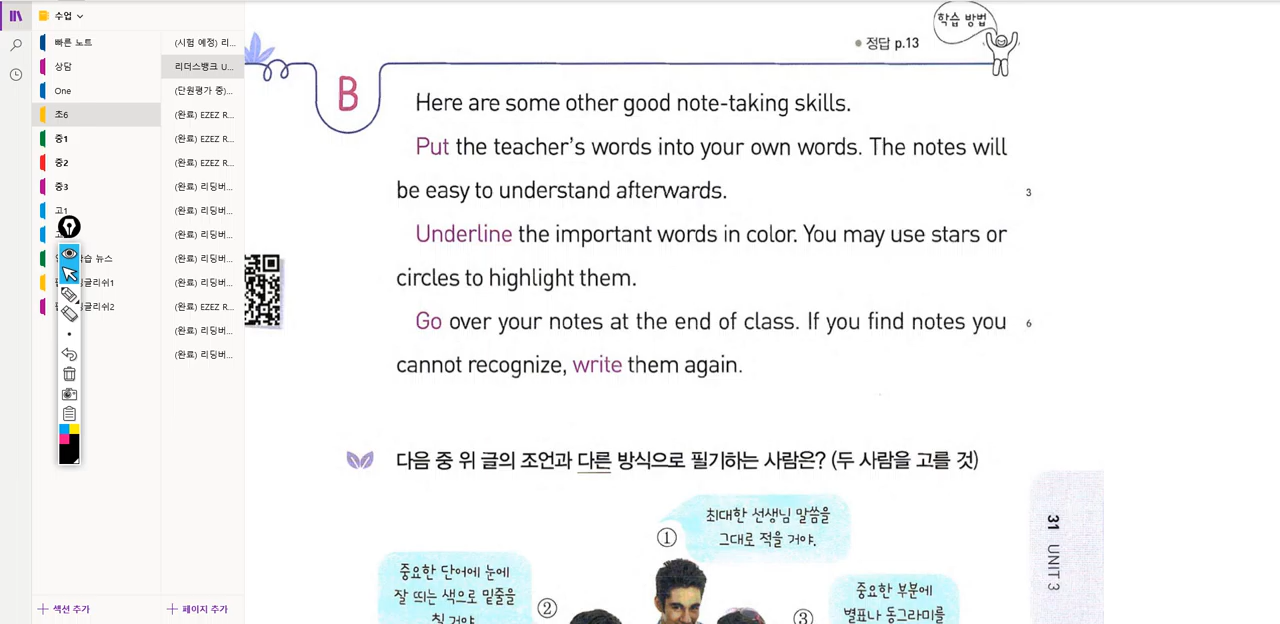 수업
빠른 노트
상담
One
초6
중1
중2
중3
고1
습 뉴스
글리쉬1
글리쉬2
섹션 추가
(시험 예정) 리...
리더스뱅크 U...
(단원평가 중)...
(완료) EZEZ R...
(완료) EZEZ R...
(완료) 리딩버...
(완료) 리딩버...
(완료) 리딩버...
(완료) 리딩버...
(완료) 리딩버...
(완료) EZEZ R...
(완료) 리딩버...
(완료) 리딩버...
페이지 추가
학습 방법
정답 p.13
B
Here are some other good note-taking skills.
Put the teacher's words into your own words. The notes will
be easy to understand afterwards.
3
Underline the important words in color. You may use stars or
circles to highlight them.
Go over your notes at the end of class. If you find notes you
6
cannot recognize, write them again.
다음 중 위 글의 조언과 다른 방식으로 필기하는 사람은? (두 사람을 고를 것)
① 최대한 선생님 말씀을
그대로 적을 거야.
② 중요한 단어에 눈에
잘 띄는 색으로 밑줄을
칠 거야.
③ 중요한 부분에
별표나 동그라미를
31 UNIT 3